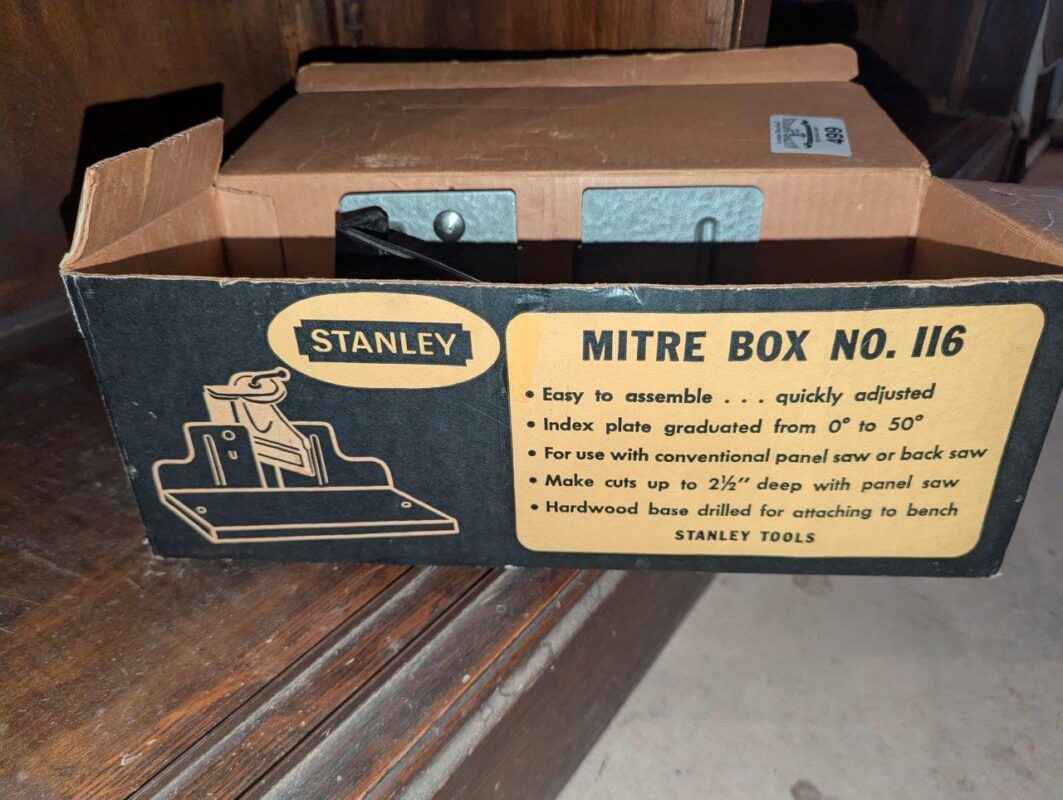 499
STANLEY
MITRE BOX NO. 116
• Easy to assemble . . . quickly adjusted
• Index plate graduated from 0° to 50°
• For use with conventional panel saw or back saw
• Make cuts up to 2½" deep with panel saw
• Hardwood base drilled for attaching to bench
STANLEY TOOLS